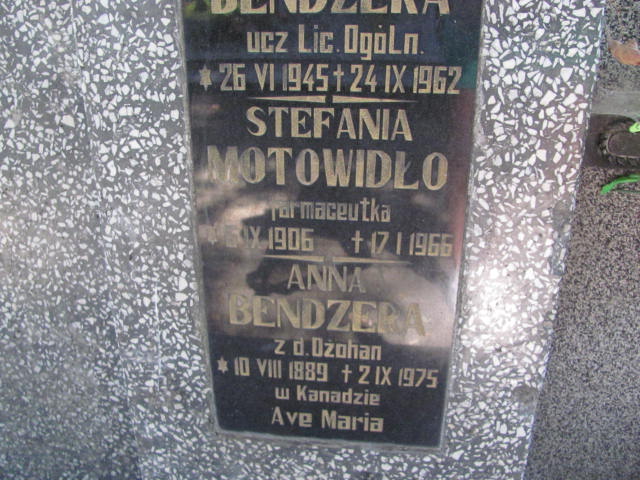 BENDZERA
ucz Lic. Ogóln.
* 26 VI 1945 † 24 IX 1962
STEFANIA
MOTOWIDŁO
farmaceutka
IX 1906 † 17 I 1966
ANNA
BENDZERA
z d. Dżohan
* 10 VIII 1889 † 2 IX 1975
w Kanadzie
Ave Maria